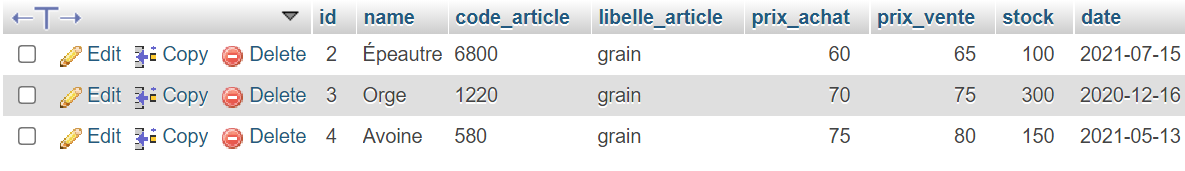 id name code_article libelle_article prix_achat prix_vente stock date
Edit Copy Delete 2 Épeautre 6800 grain 60 65 100 2021-07-15
Edit Copy Delete 3 Orge 1220 grain 70 75 300 2020-12-16
Edit Copy Delete 4 Avoine 580 grain 75 80 150 2021-05-13